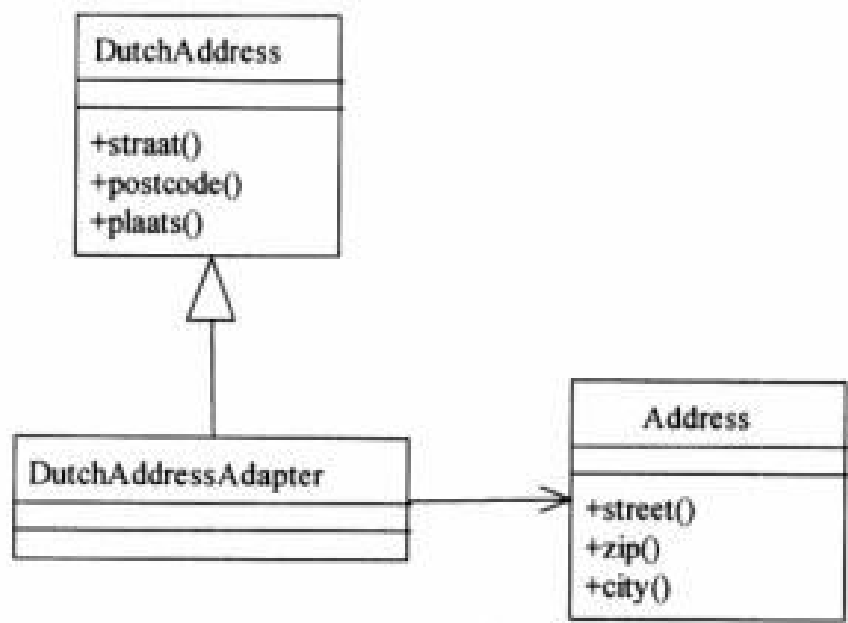 DutchAddress
+straat()
+postcode()
+plaats()
DutchAddressAdapter
Address
+street()
+zip()
+city()